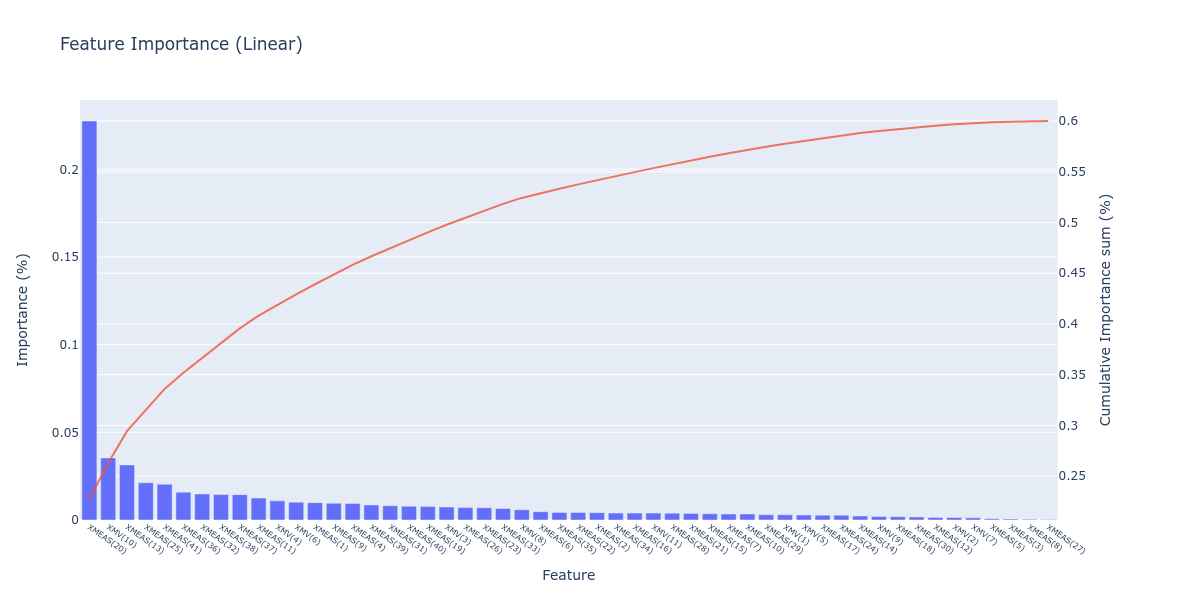 Feature Importance (Linear)
Importance (%)
0.2
0.15
0.1
0.05
0
0.6
0.55
0.5
0.45
0.4
0.35
0.3
0.25
Cumulative Importance sum (%)
XMEAS(20)
XMV(10)
XMEAS(13)
XMEAS(25)
XMEAS(41)
XMEAS(36)
XMEAS(32)
XMEAS(38)
XMEAS(37)
XMEAS(11)
XMV(4)
XMV(6)
XMEAS(1)
XMEAS(9)
XMEAS(4)
XMEAS(39)
XMEAS(31)
XMEAS(40)
XMEAS(19)
XMV(3)
XMEAS(26)
XMEAS(23)
XMEAS(33)
XMV(8)
XMEAS(6)
XMEAS(35)
XMEAS(22)
XMEAS(2)
XMEAS(34)
XMEAS(16)
XMV(11)
XMEAS(28)
XMEAS(21)
XMEAS(15)
XMEAS(7)
XMEAS(10)
XMEAS(29)
XMV(1)
XMV(5)
XMEAS(17)
XMEAS(24)
XMEAS(14)
XMV(9)
XMEAS(18)
XMEAS(30)
XMEAS(12)
XMV(2)
XMV(7)
XMEAS(5)
XMEAS(3)
XMEAS(8)
XMEAS(27)
Feature